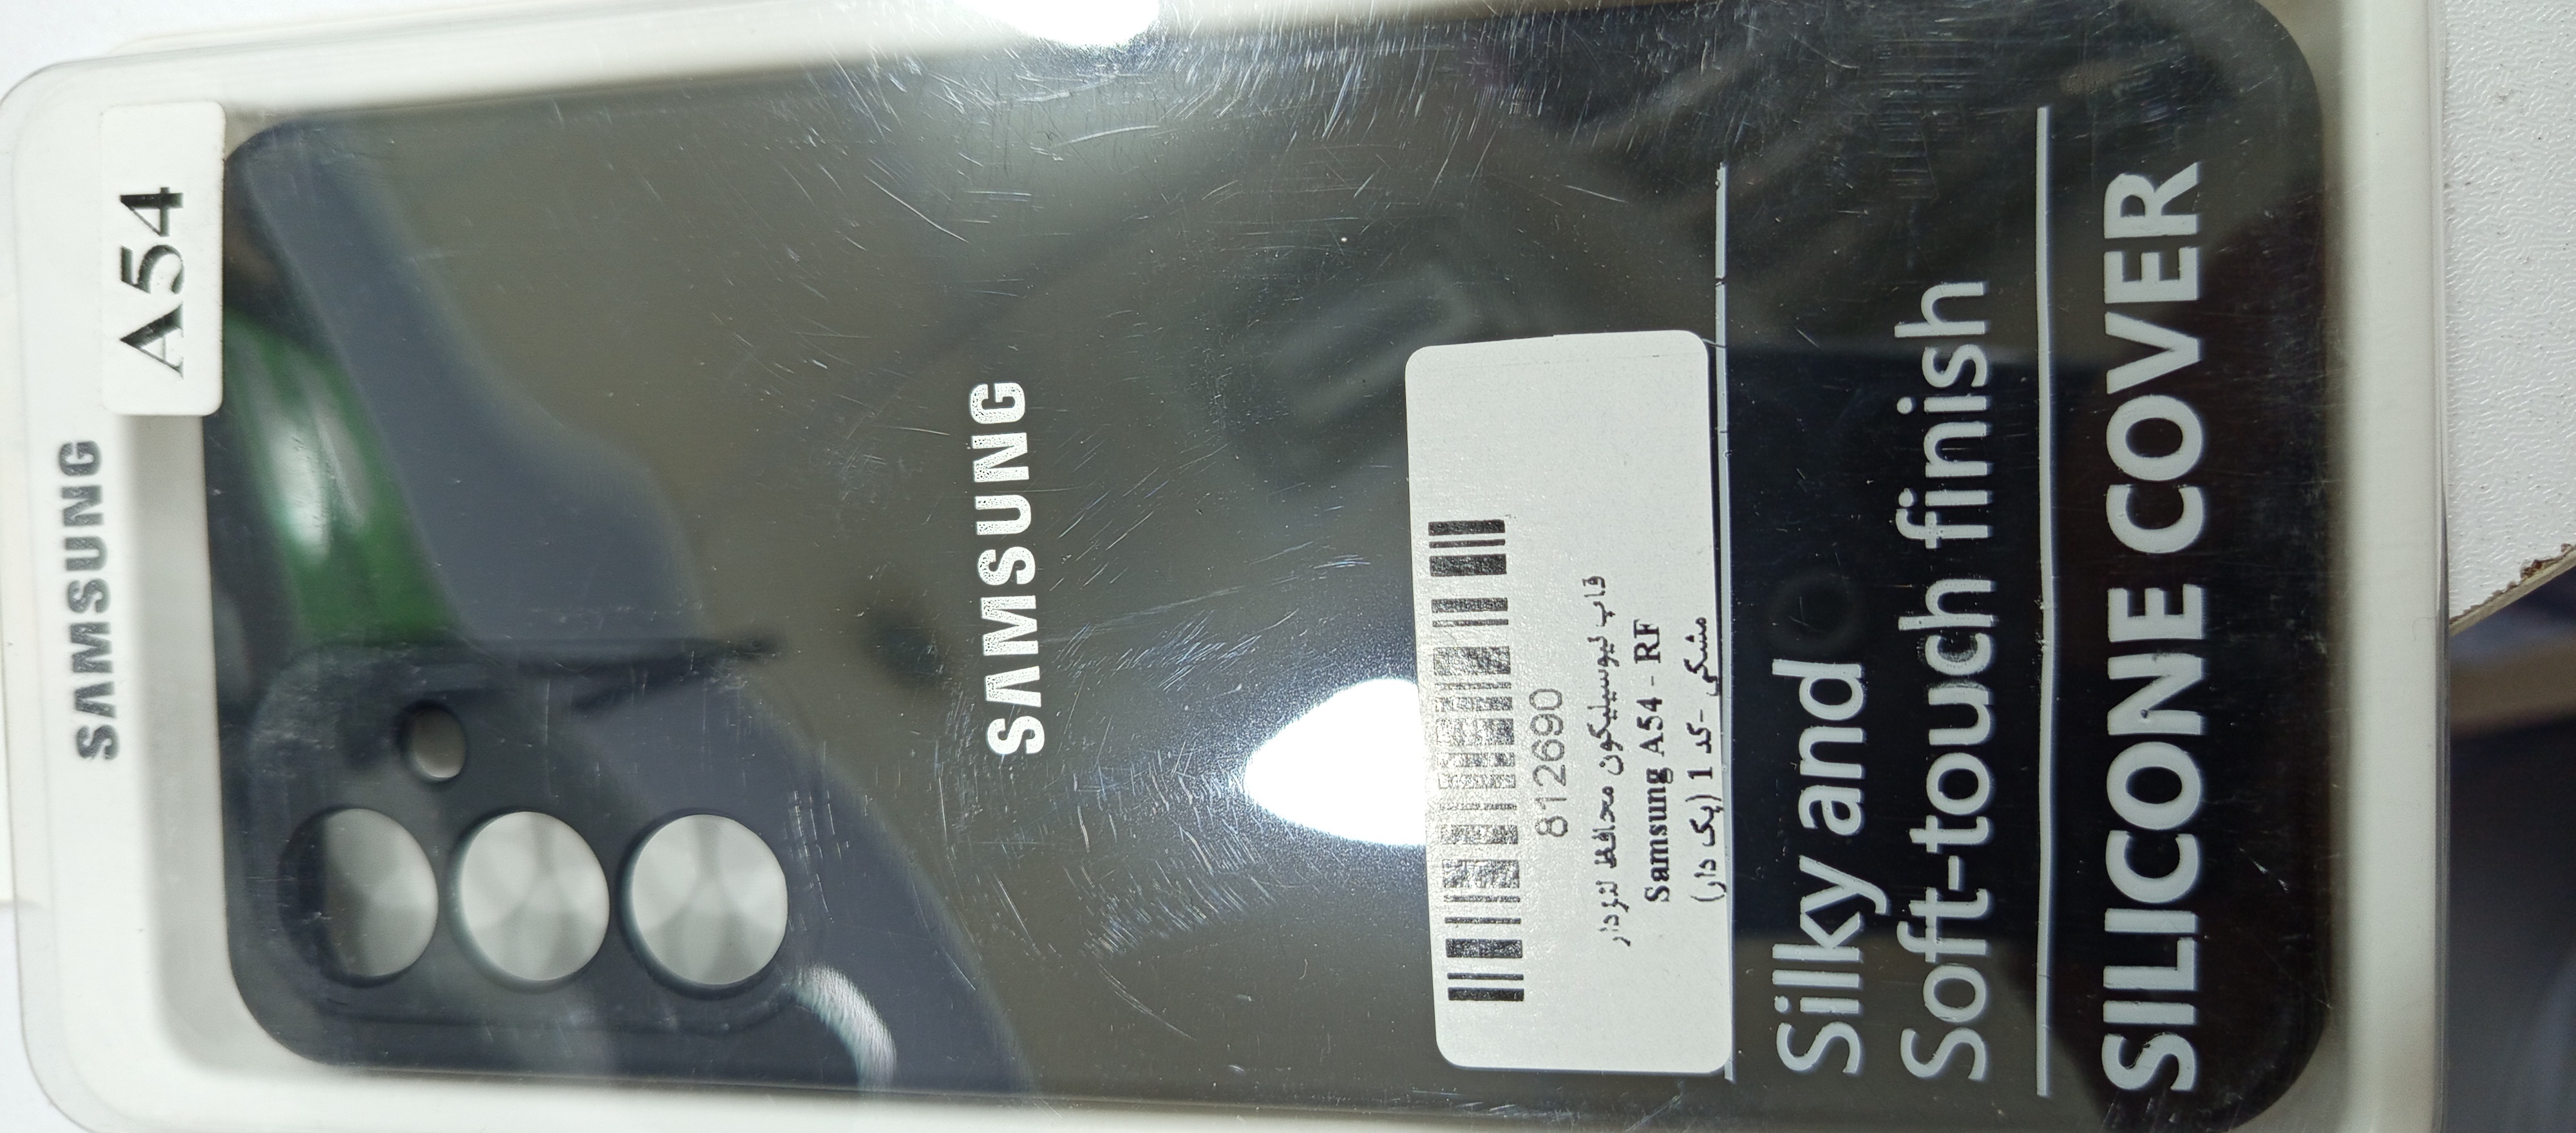 SAMSUNG
A54
SAMSUNG
812690
قاب لیوسیلیکون محافظ لنزدار
Samsung A54 - RF
مشکی - کد 1 (پک دار)
Silky and
Soft-touch finish
SILICONE COVER